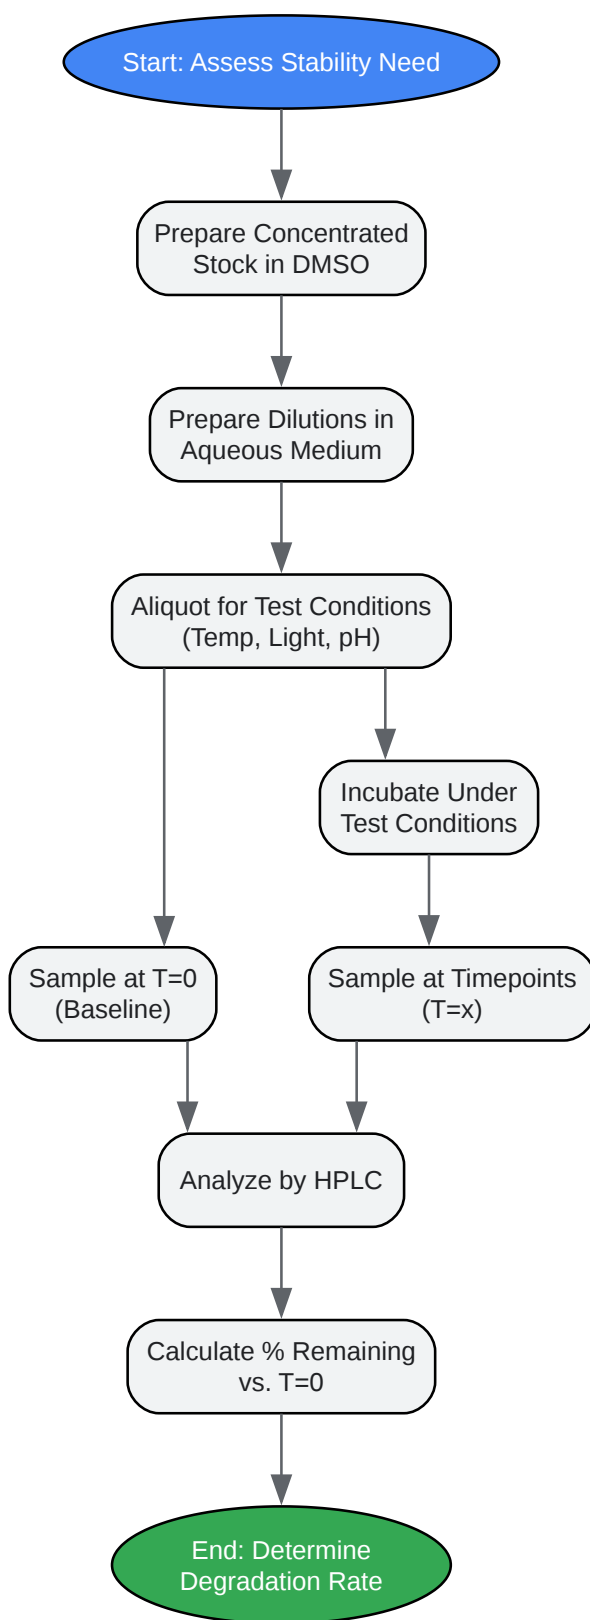 Start: Assess Stability Need
Prepare Concentrated
Stock in DMSO
Prepare Dilutions in
Aqueous Medium
Aliquot for Test Conditions
(Temp, Light, pH)
Incubate Under
Test Conditions
Sample at T=0
(Baseline)
Sample at Timepoints
(T=x)
Analyze by HPLC
Calculate % Remaining
vs. T=0
End: Determine
Degradation Rate